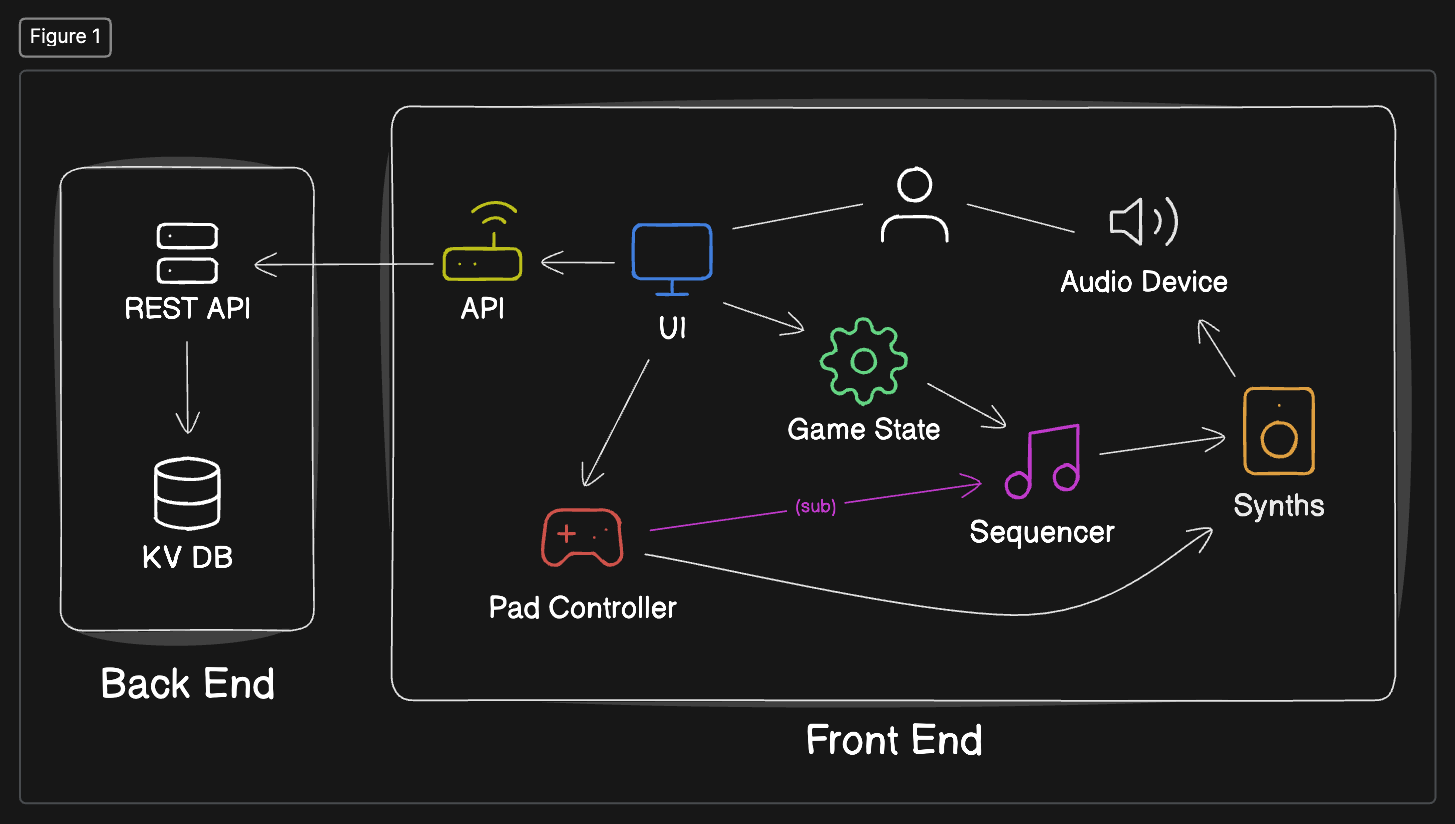 Figure 1
REST API
KV DB
Back End
API
UI
Audio Device
Game State
(sub)
Sequencer
Synths
Pad Controller
Front End